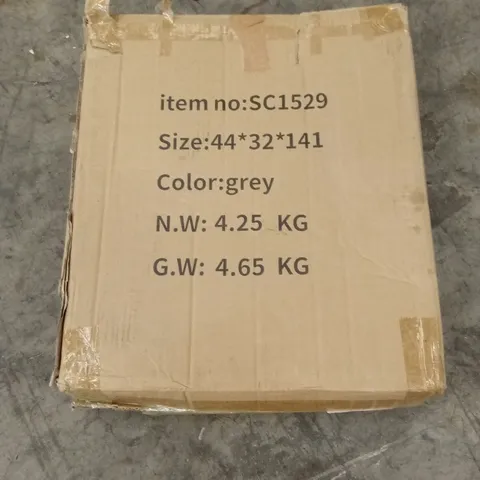 item no:SC1529
Size:44*32*141
Color:grey
N.W: 4.25 KG
G.W: 4.65 KG